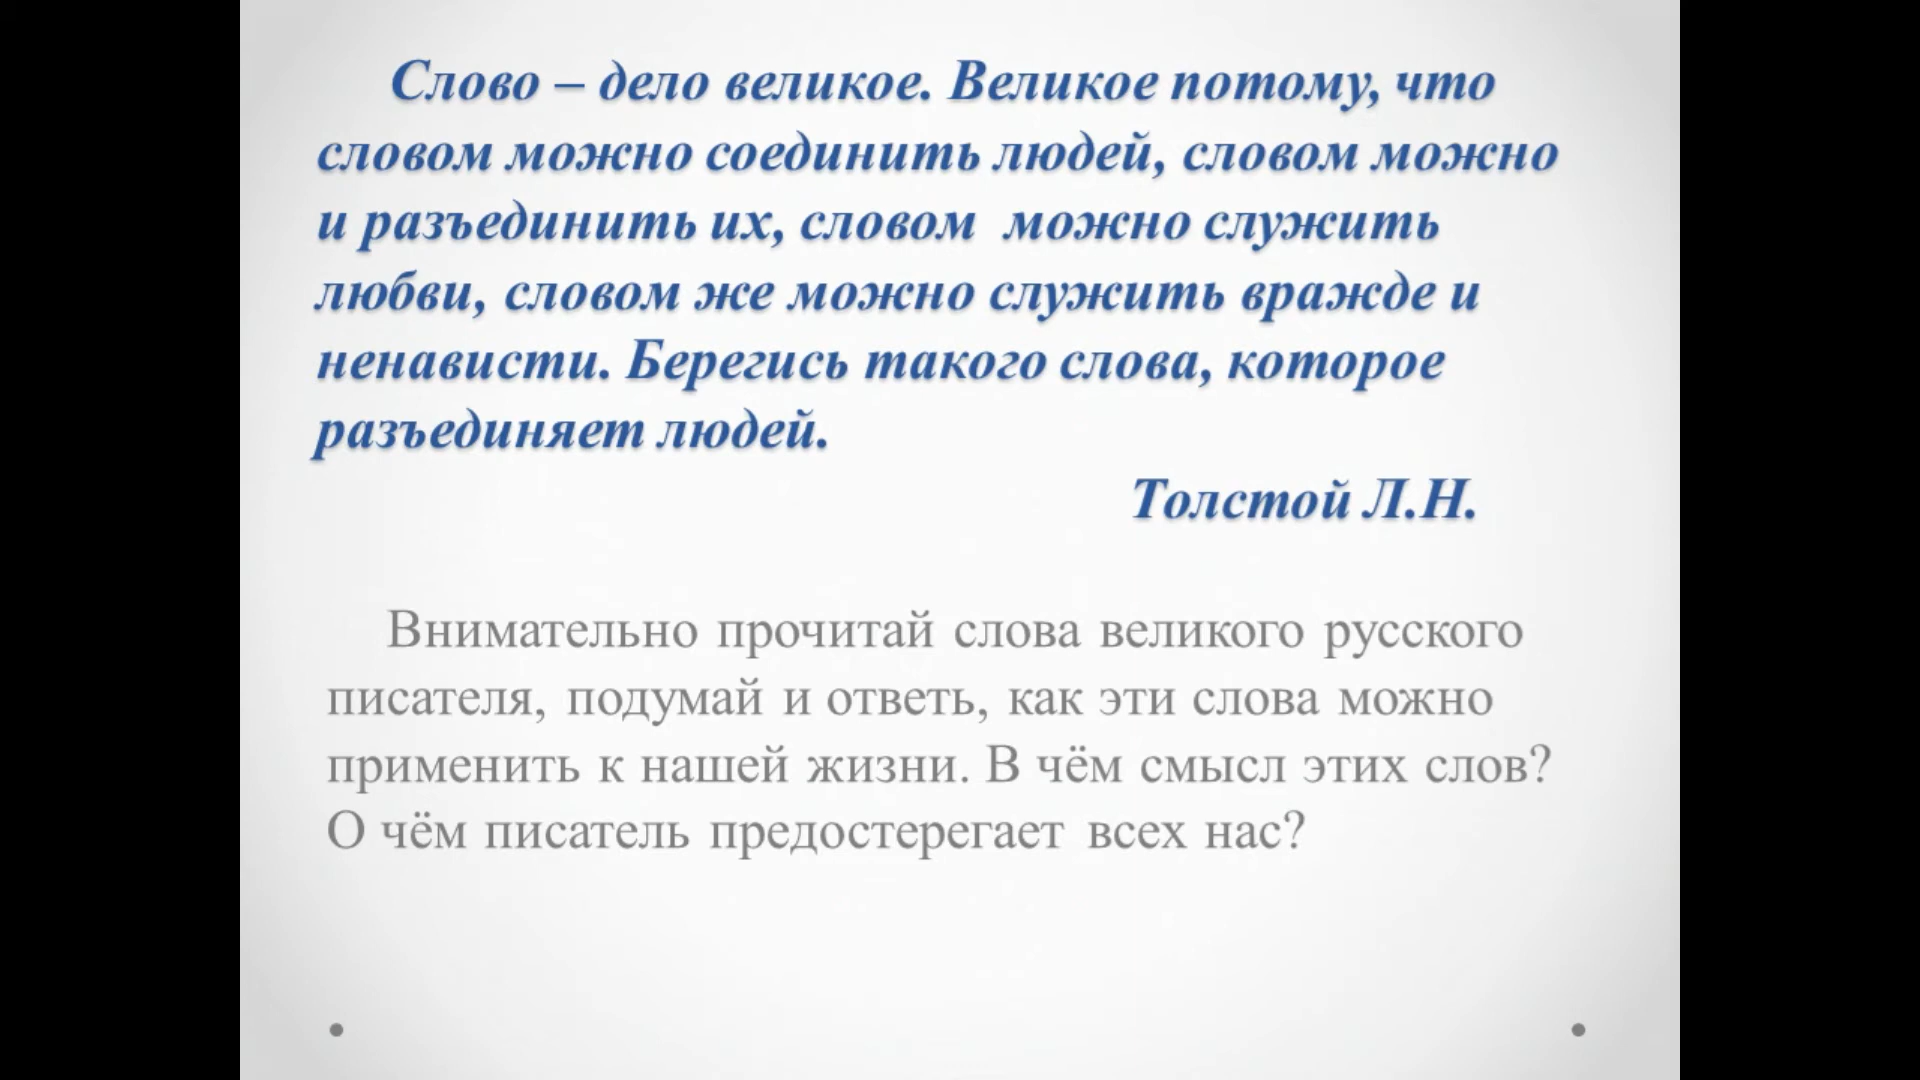 Слово – дело великое. Великое потому, что
словом можно соединить людей, словом можно
и разъединить их, словом можно служить
любви, словом же можно служить вражде и
ненависти. Берегись такого слова, которое
разъединяет людей.
Толстой Л.Н.
Внимательно прочитай слова великого русского
писателя, подумай и ответь, как эти слова можно
применить к нашей жизни. В чём смысл этих слов?
О чём писатель предостерегает всех нас?